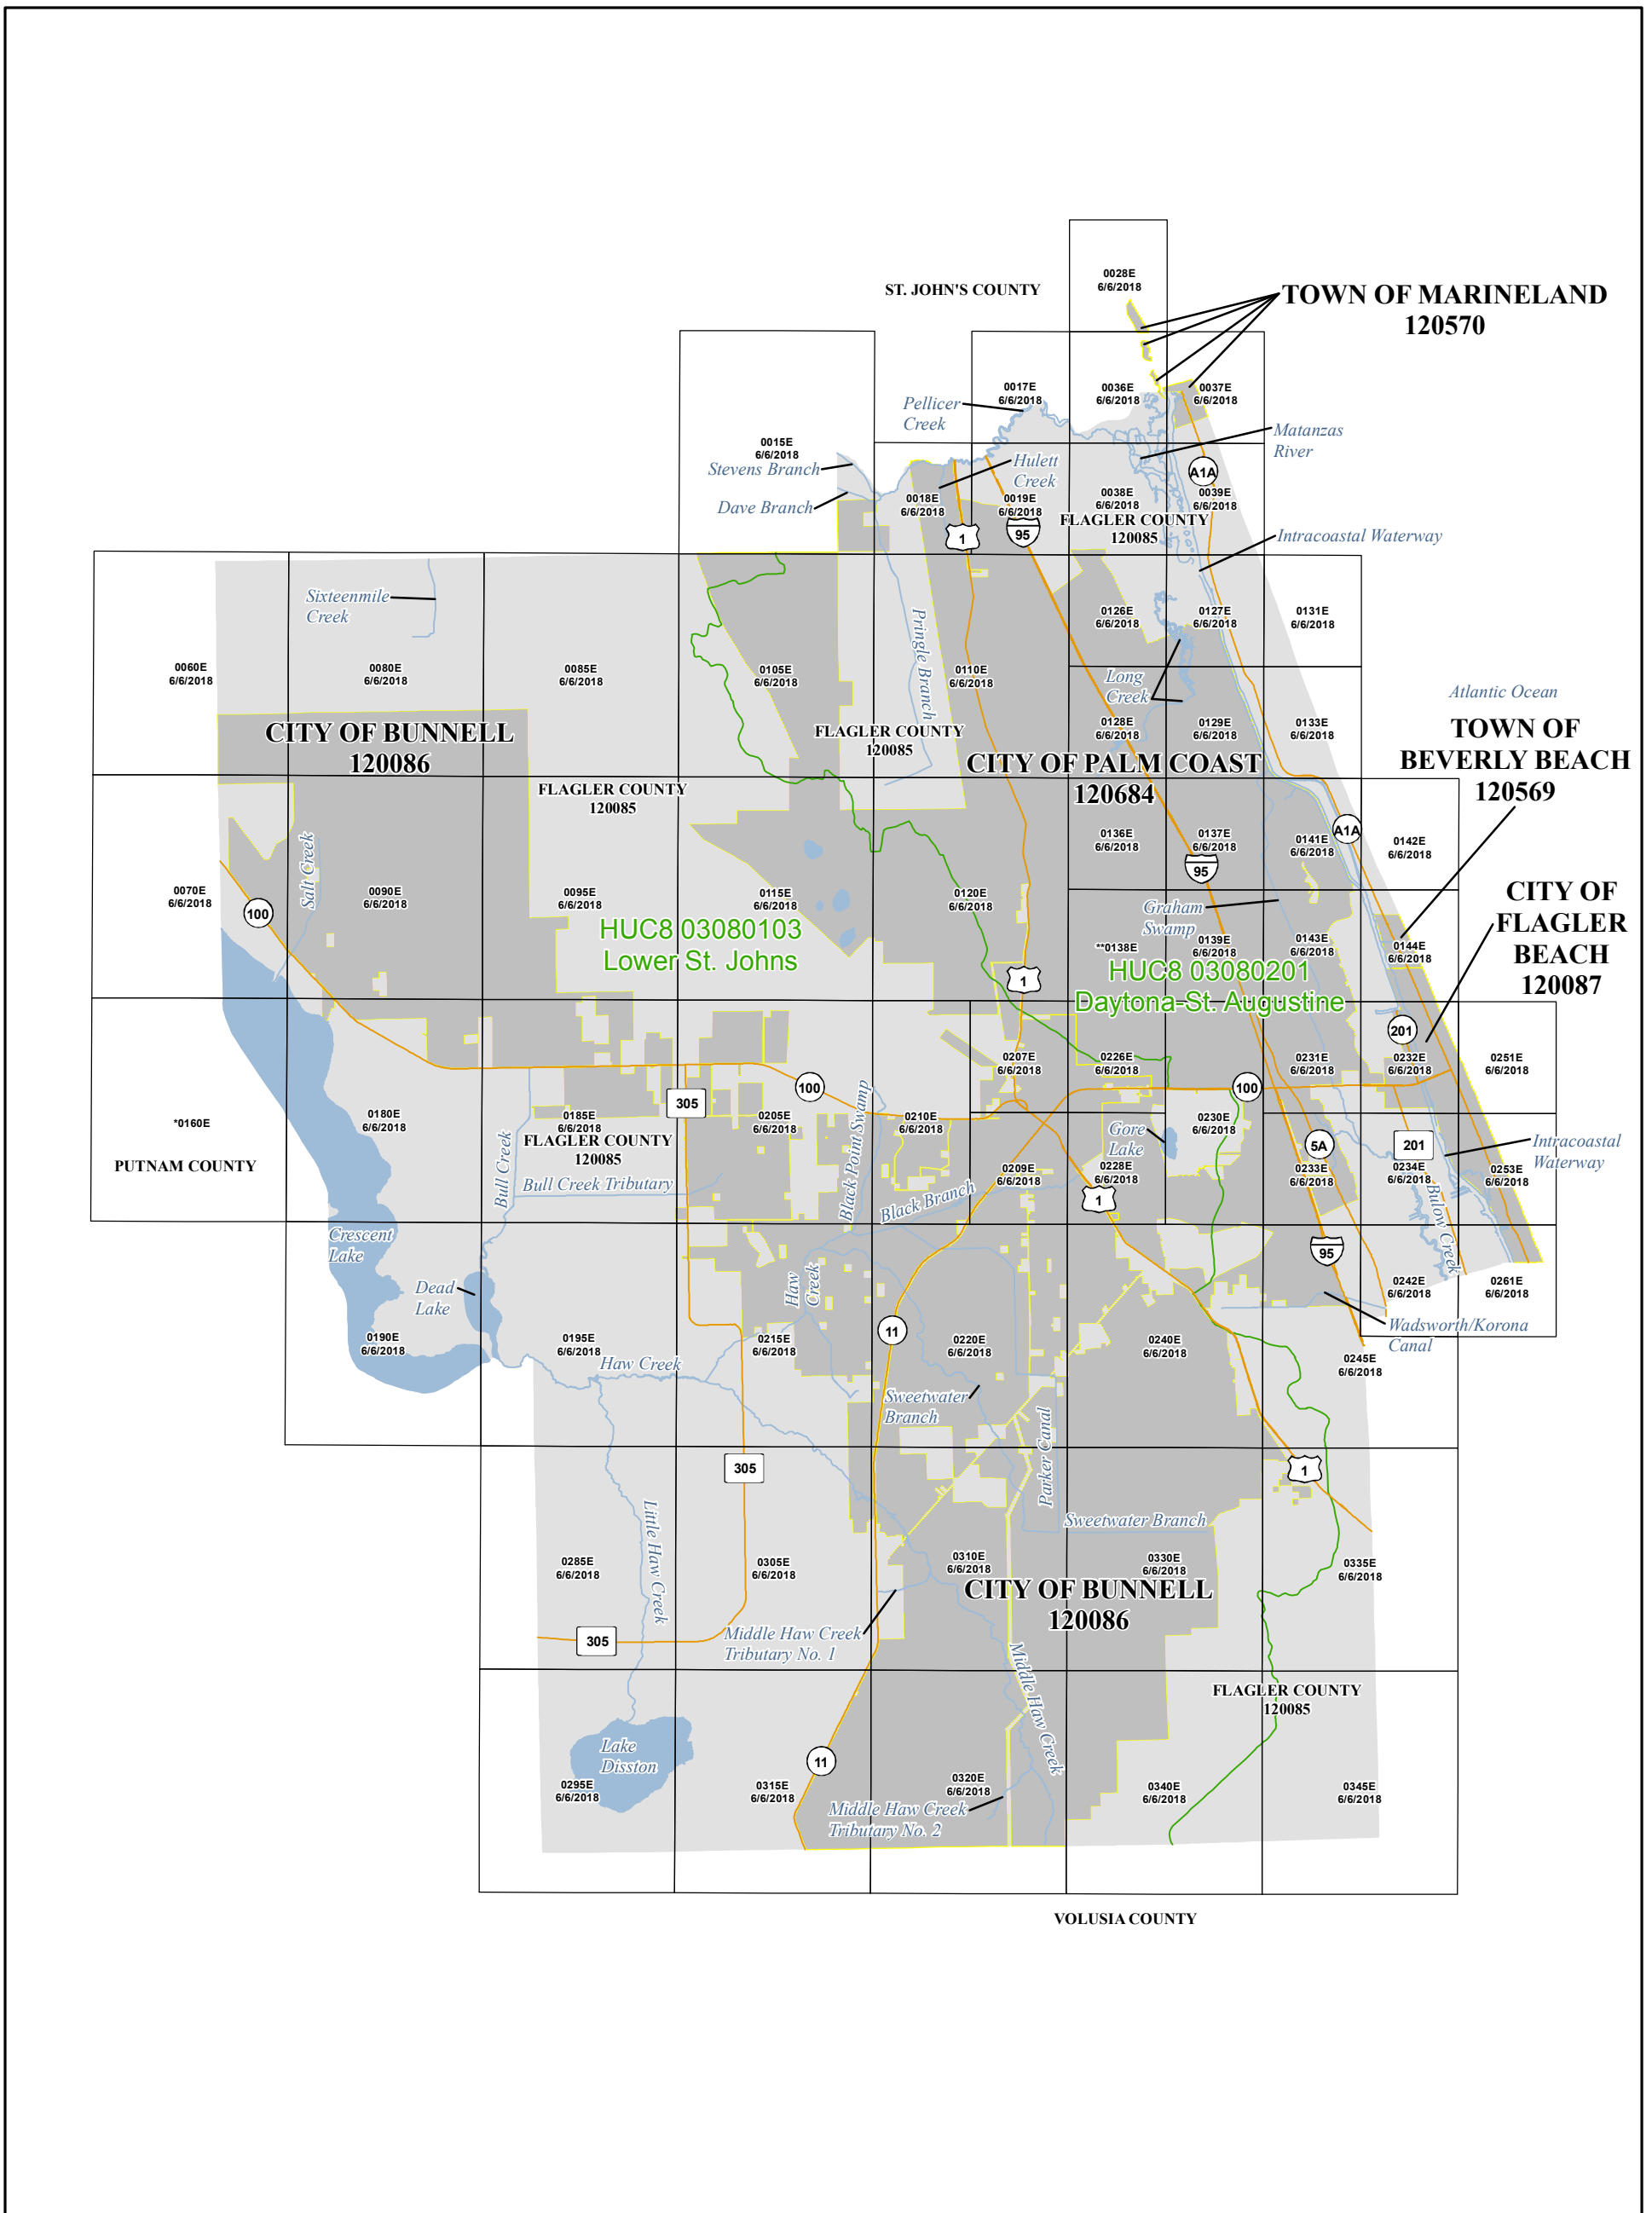 0028E
6/6/2018
ST. JOHN'S COUNTY
TOWN OF MARINELAND
120570
0017E
6/6/2018
0036E
6/6/2018
0037E
6/6/2018
Pellicer
Creek
Matanzas
River
0015E
6/6/2018
Stevens Branch
Dave Branch
Hulett
Creek
A1A
0018E
6/6/2018
0019E
6/6/2018
0038E
6/6/2018
0039E
6/6/2018
FLAGLER COUNTY
120085
1
95
Intracoastal Waterway
Sixteenmile
Creek
Pringle Branch
0126E
6/6/2018
0127E
6/6/2018
0131E
6/6/2018
0060E
6/6/2018
0080E
6/6/2018
0085E
6/6/2018
0105E
6/6/2018
0110E
6/6/2018
Long
Creek
Atlantic Ocean
0128E
6/6/2018
0129E
6/6/2018
0133E
6/6/2018
CITY OF BUNNELL
120086
FLAGLER COUNTY
120085
TOWN OF
BEVERLY BEACH
120569
CITY OF PALM COAST
120684
FLAGLER COUNTY
120085
0136E
6/6/2018
0137E
6/6/2018
0141E
6/6/2018
A1A
0142E
6/6/2018
Salt Creek
95
0070E
6/6/2018
0090E
6/6/2018
0095E
6/6/2018
0115E
6/6/2018
0120E
6/6/2018
100
CITY OF
FLAGLER
BEACH
120087
Graham
Swamp
HUC8 03080103
Lower St. Johns
**0138E
0139E
6/6/2018
0143E
6/6/2018
0144E
6/6/2018
HUC8 03080201
Daytona-St. Augustine
1
201
0207E
6/6/2018
0226E
6/6/2018
0231E
6/6/2018
0232E
6/6/2018
0251E
6/6/2018
100
100
305
*0160E
0180E
6/6/2018
0185E
6/6/2018
0205E
6/6/2018
Black Point Swamp
0210E
6/6/2018
0230E
6/6/2018
Gore
Lake
5A
201
Intracoastal
Waterway
PUTNAM COUNTY
FLAGLER COUNTY
120085
Bull Creek
Bull Creek Tributary
Black Branch
0209E
6/6/2018
0228E
6/6/2018
1
0233E
6/6/2018
0234E
6/6/2018
0253E
6/6/2018
Bulow Creek
Crescent
Lake
95
Dead
Lake
Haw
Creek
0242E
6/6/2018
0261E
6/6/2018
Wadsworth/Korona
Canal
0190E
6/6/2018
0195E
6/6/2018
0215E
6/6/2018
11
0220E
6/6/2018
0240E
6/6/2018
0245E
6/6/2018
Haw Creek
Sweetwater
Branch
Parker Canal
305
1
Little Haw Creek
Sweetwater Branch
0285E
6/6/2018
0305E
6/6/2018
0310E
6/6/2018
0330E
6/6/2018
0335E
6/6/2018
CITY OF BUNNELL
120086
305
Middle Haw Creek
Tributary No. 1
Middle Haw Creek
FLAGLER COUNTY
120085
Lake
Disston
11
0295E
6/6/2018
0315E
6/6/2018
0320E
6/6/2018
0340E
6/6/2018
0345E
6/6/2018
Middle Haw Creek
Tributary No. 2
VOLUSIA COUNTY